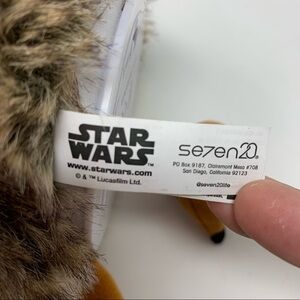 STAR
WARS
www.starwars.com
© & ™ Lucasfilm Ltd.
se7en20®
PO Box 9187, Clairemont Mesa #708
San Diego, California 92123
@seven20life